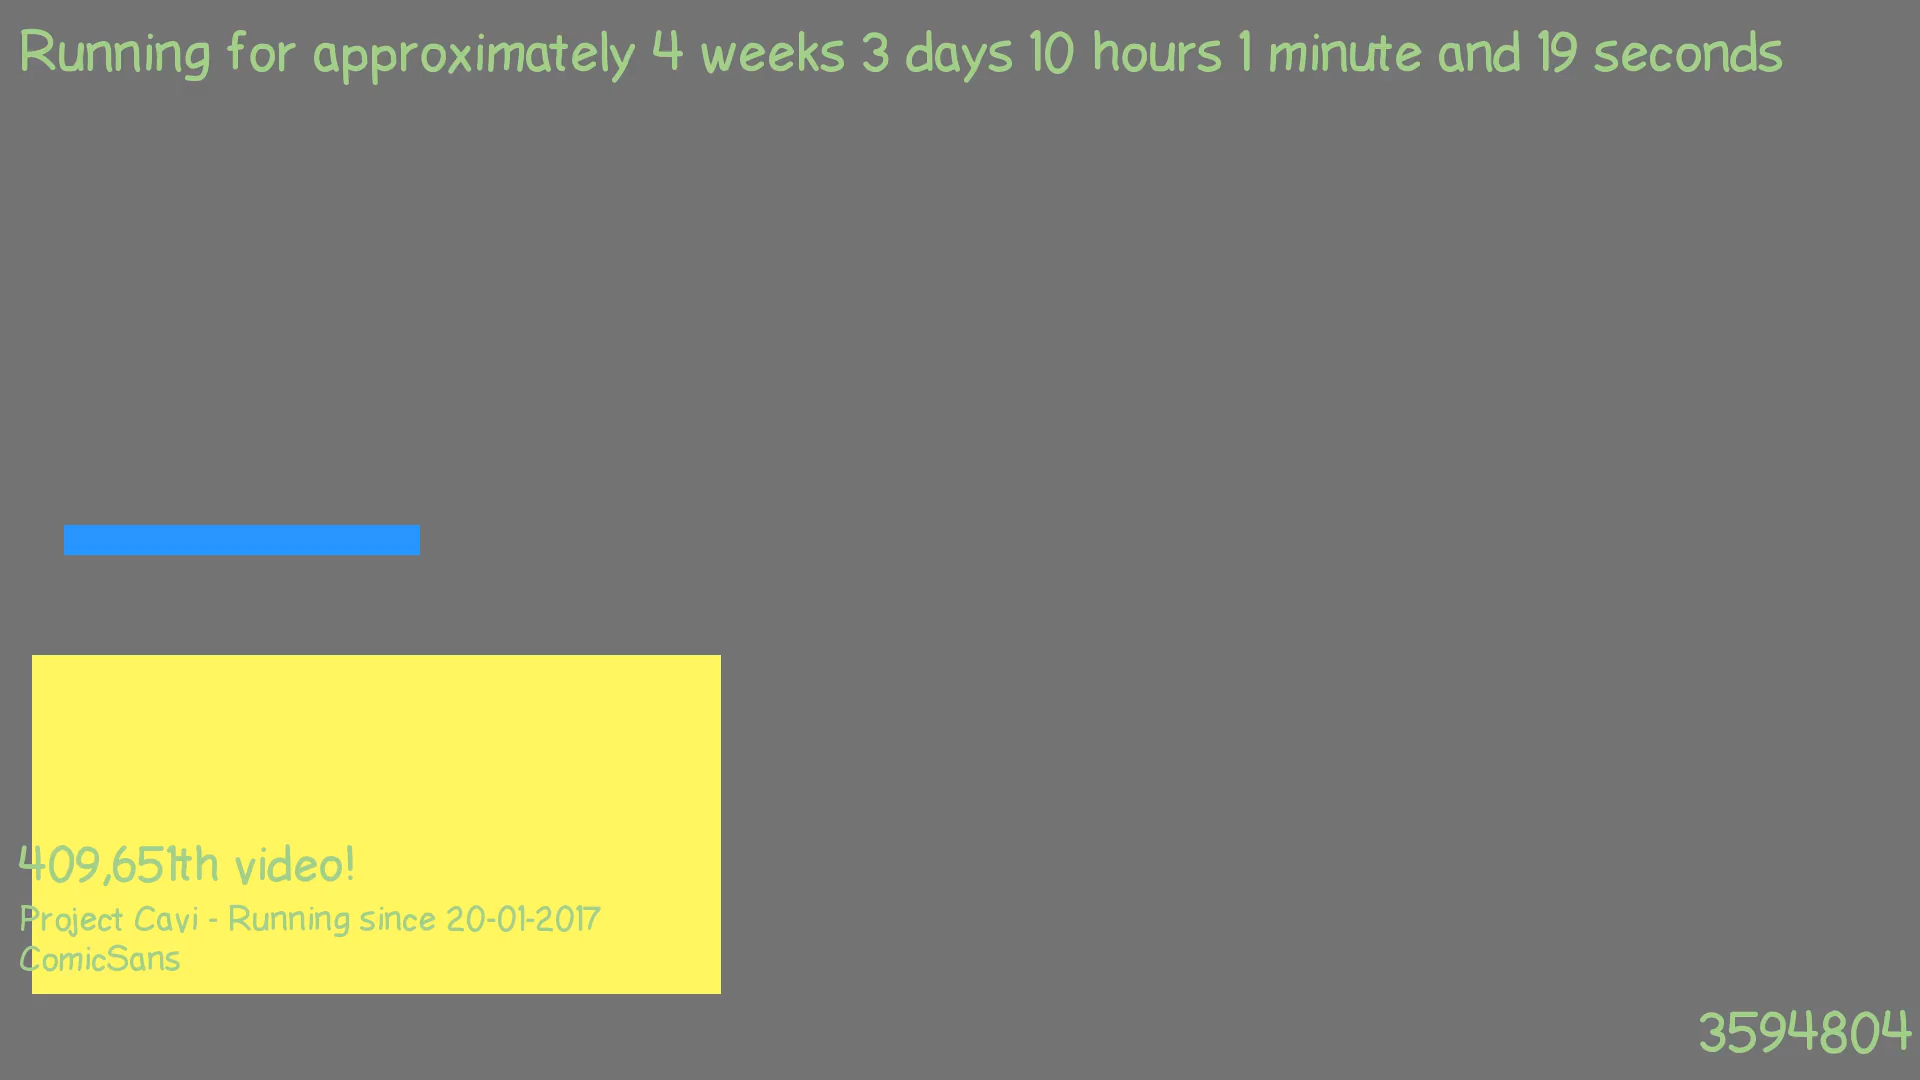 Running for approximately 4 weeks 3 days 10 hours 1 minute and 19 seconds
409,651th video!
Project Cavi - Running since 20-01-2017
ComicSans
3594804